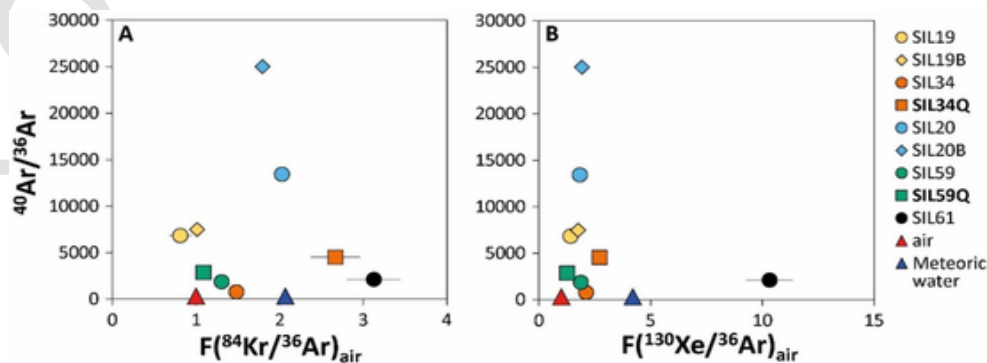 30000
25000
20000
15000
10000
5000
0
⁴⁰Ar/³⁶Ar
A
0 1 2 3 4
F(⁸⁴Kr/³⁶Ar)air
30000
25000
20000
15000
10000
5000
0
B
0 5 10 15
F(¹³⁰Xe/³⁶Ar)air
SIL19
SIL19B
SIL34
SIL34Q
SIL20
SIL20B
SIL59
SIL59Q
SIL61
air
Meteoric
water